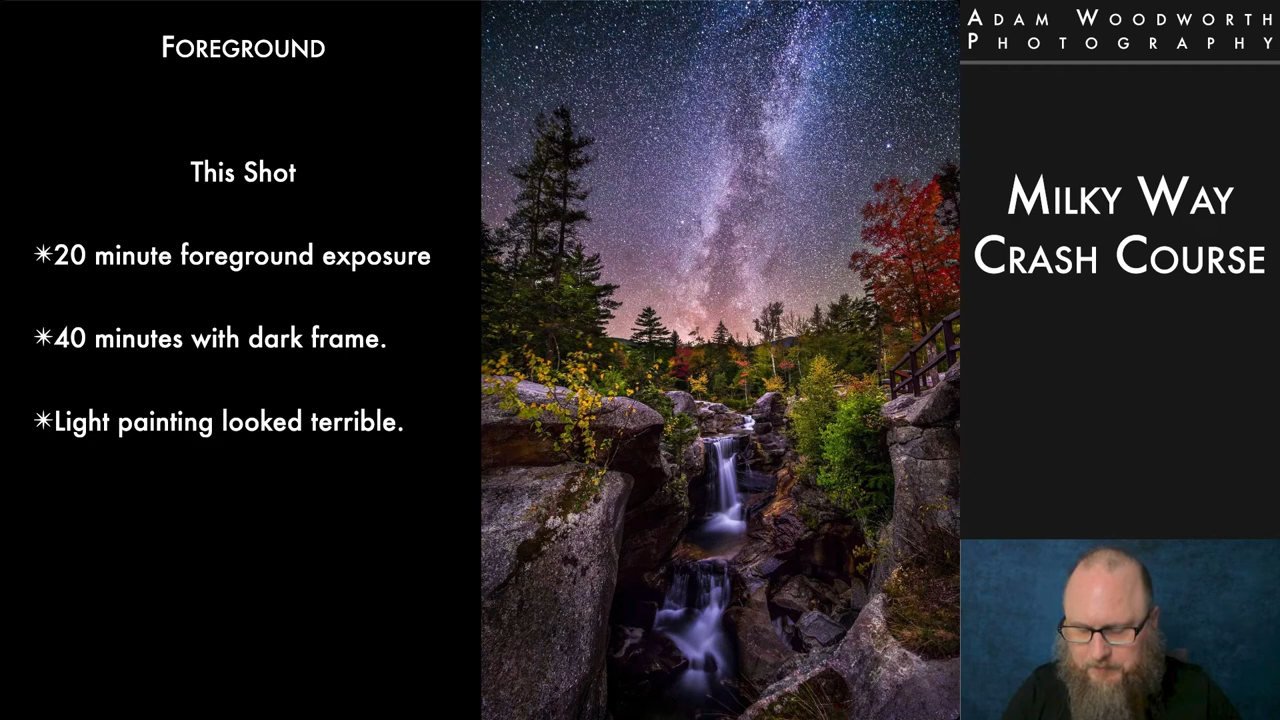 Foreground
This Shot
✴20 minute foreground exposure
✴40 minutes with dark frame.
✴Light painting looked terrible.
Adam Woodworth
Photography
Milky Way
Crash Course